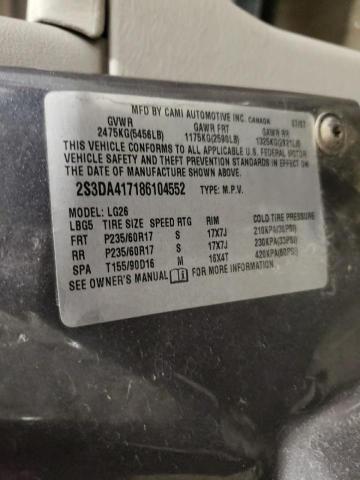 MFD BY CAMI AUTOMOTIVE INC. CANADA 07/07
GVWR GAWR FRT GAWR RR
2475KG(5456LB) 1175KG(2590LB) 1325KG(2921LB)
THIS VEHICLE CONFORMS TO ALL APPLICABLE U.S. FEDERAL MOTOR
VEHICLE SAFETY, AND THEFT PREVENTION STANDARDS IN EFFECT ON
THE DATE OF MANUFACTURE SHOWN ABOVE.
2S3DA417186104552 TYPE: M.P.V.
MODEL: LG26
LBG5 TIRE SIZE SPEED RTG RIM COLD TIRE PRESSURE
FRT P235/60R17 S 17X7J 210KPA(30PSI)
RR P235/60R17 S 17X7J 230KPA(33PSI)
SPA T155/90D16 M 16X4T 420KPA(60PSI)
SEE OWNER'S MANUAL FOR MORE INFORMATION.